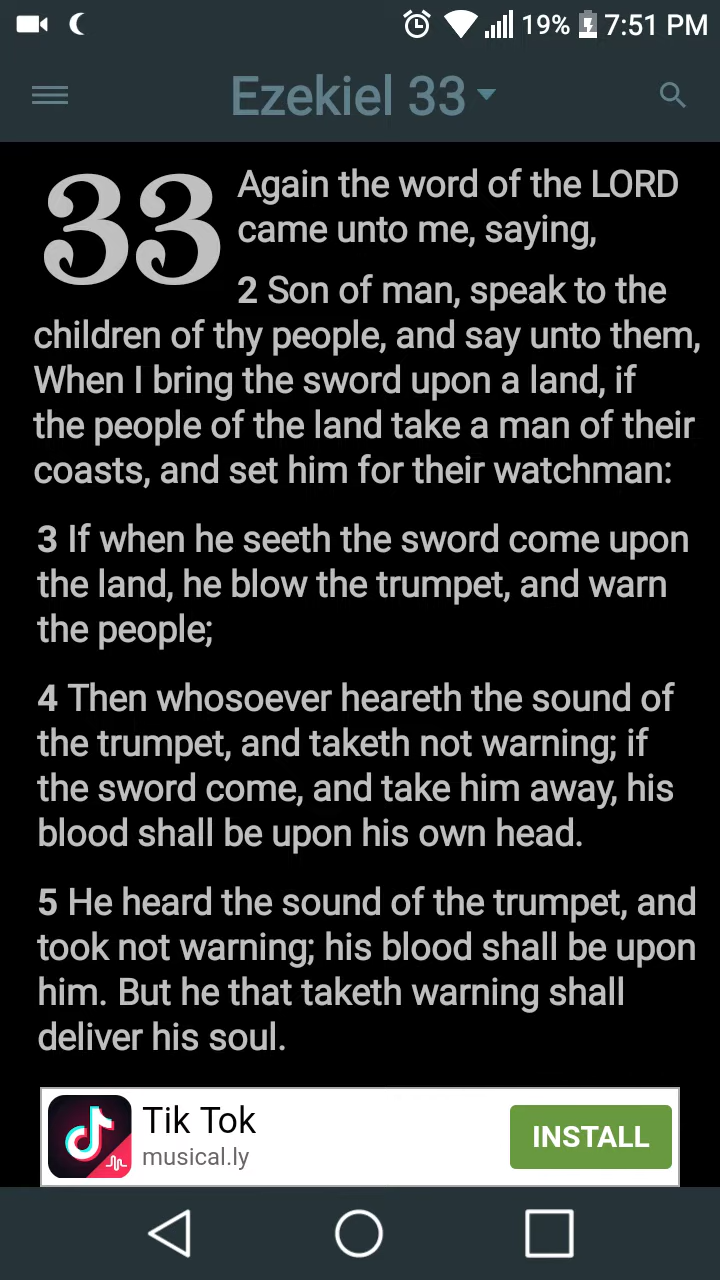 19% 7:51 PM
Ezekiel 33
33 Again the word of the LORD
came unto me, saying,
2 Son of man, speak to the
children of thy people, and say unto them,
When I bring the sword upon a land, if
the people of the land take a man of their
coasts, and set him for their watchman:
3 If when he seeth the sword come upon
the land, he blow the trumpet, and warn
the people;
4 Then whosoever heareth the sound of
the trumpet, and taketh not warning; if
the sword come, and take him away, his
blood shall be upon his own head.
5 He heard the sound of the trumpet, and
took not warning; his blood shall be upon
him. But he that taketh warning shall
deliver his soul.
Tik Tok
musical.ly
INSTALL